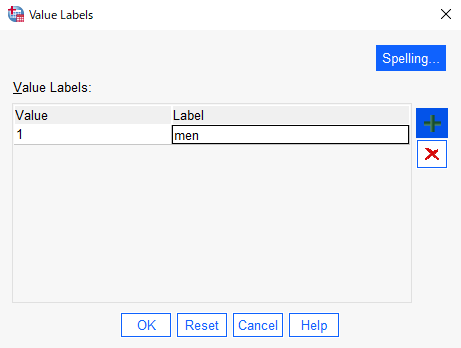 Value Labels
Spelling...
Value Labels:
Value Label
1 men
OK Reset Cancel Help